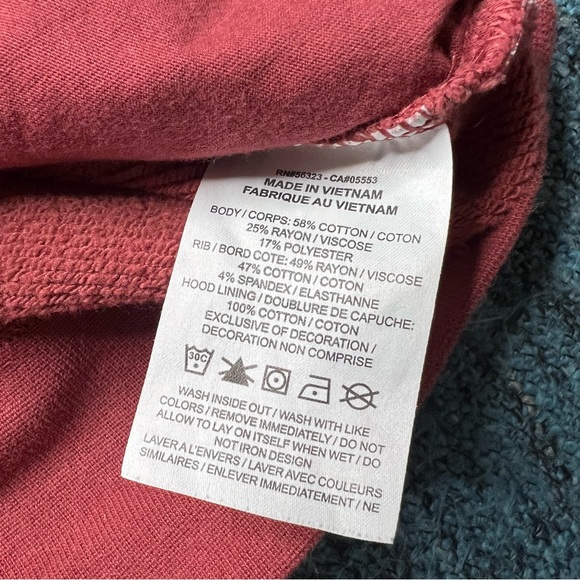 RN#56323 - CA#05553
MADE IN VIETNAM
FABRIQUE AU VIETNAM
BODY / CORPS: 58% COTTON / COTON
25% RAYON / VISCOSE
17% POLYESTER
RIB / BORD COTE: 49% RAYON / VISCOSE
47% COTTON / COTON
4% SPANDEX / ELASTHANNE
HOOD LINING / DOUBLURE DE CAPUCHE:
100% COTTON / COTON
EXCLUSIVE OF DECORATION /
DECORATION NON COMPRISE
30C
WASH INSIDE OUT / WASH WITH LIKE
COLORS / REMOVE IMMEDIATELY / DO NOT
ALLOW TO LAY ON ITSELF WHEN WET / DO
NOT IRON DESIGN
LAVER A L'ENVERS / LAVER AVEC COULEURS
SIMILAIRES / ENLEVER IMMEDIATEMENT / NE